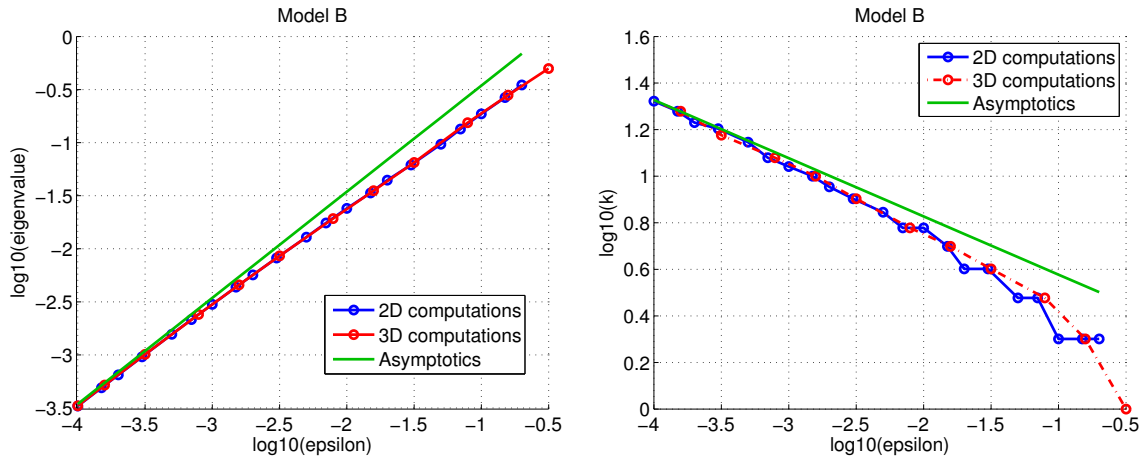 Model B
0
−0.5
−1
−1.5
−2
−2.5
−3
−3.5
log10(eigenvalue)
2D computations
3D computations
Asymptotics
−4 −3.5 −3 −2.5 −2 −1.5 −1 −0.5
log10(epsilon)
Model B
1.6
1.4
1.2
1
0.8
0.6
0.4
0.2
0
log10(k)
2D computations
3D computations
Asymptotics
−4 −3.5 −3 −2.5 −2 −1.5 −1 −0.5
log10(epsilon)